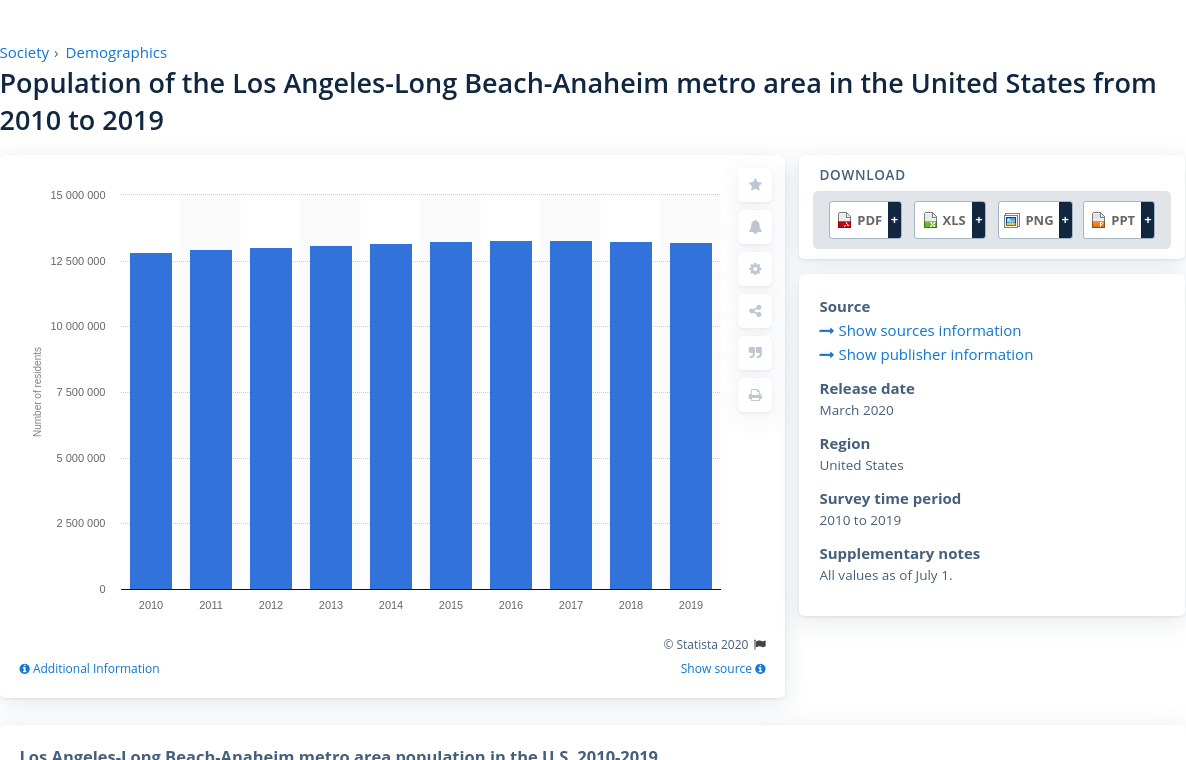 Society › Demographics
Population of the Los Angeles-Long Beach-Anaheim metro area in the United States from
2010 to 2019
15 000 000
12 500 000
10 000 000
7 500 000
5 000 000
2 500 000
0
Number of residents
2010 2011 2012 2013 2014 2015 2016 2017 2018 2019
© Statista 2020
Additional Information
Show source
DOWNLOAD
PDF + XLS + PNG + PPT +
Source
Show sources information
Show publisher information
Release date
March 2020
Region
United States
Survey time period
2010 to 2019
Supplementary notes
All values as of July 1.
Los Angeles-Long Beach-Anaheim metro area population in the U.S. 2010-2019